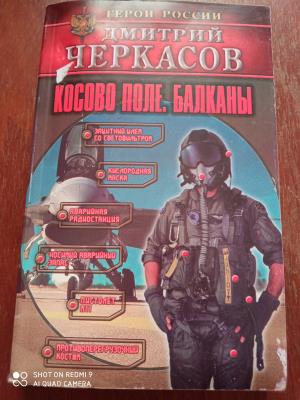 ГЕРОИ РОССИИ
ДМИТРИЙ
ЧЕРКАСОВ
КОСОВО ПОЛЕ. БАЛКАНЫ
ЗАЩИТНЫЙ ШЛЕМ
СО СВЕТОФИЛЬТРОМ
КИСЛОРОДНАЯ
МАСКА
АВАРИЙНАЯ
РАДИОСТАНЦИЯ
НОСИМЫЙ АВАРИЙНЫЙ
ЗАПАС
ПИСТОЛЕТ
ПРОТИВОПЕРЕГРУЗОЧНЫЙ
КОСТЮМ
SHOT ON REDMI 9
AI QUAD CAMERA